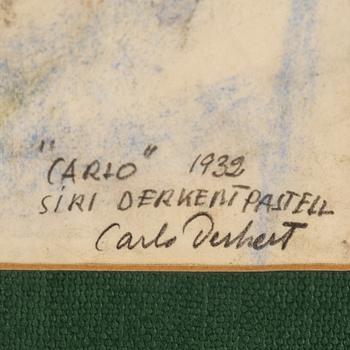 "CARLO" 1932
SIRI DERKERT PASTELL
Carlo Derkert